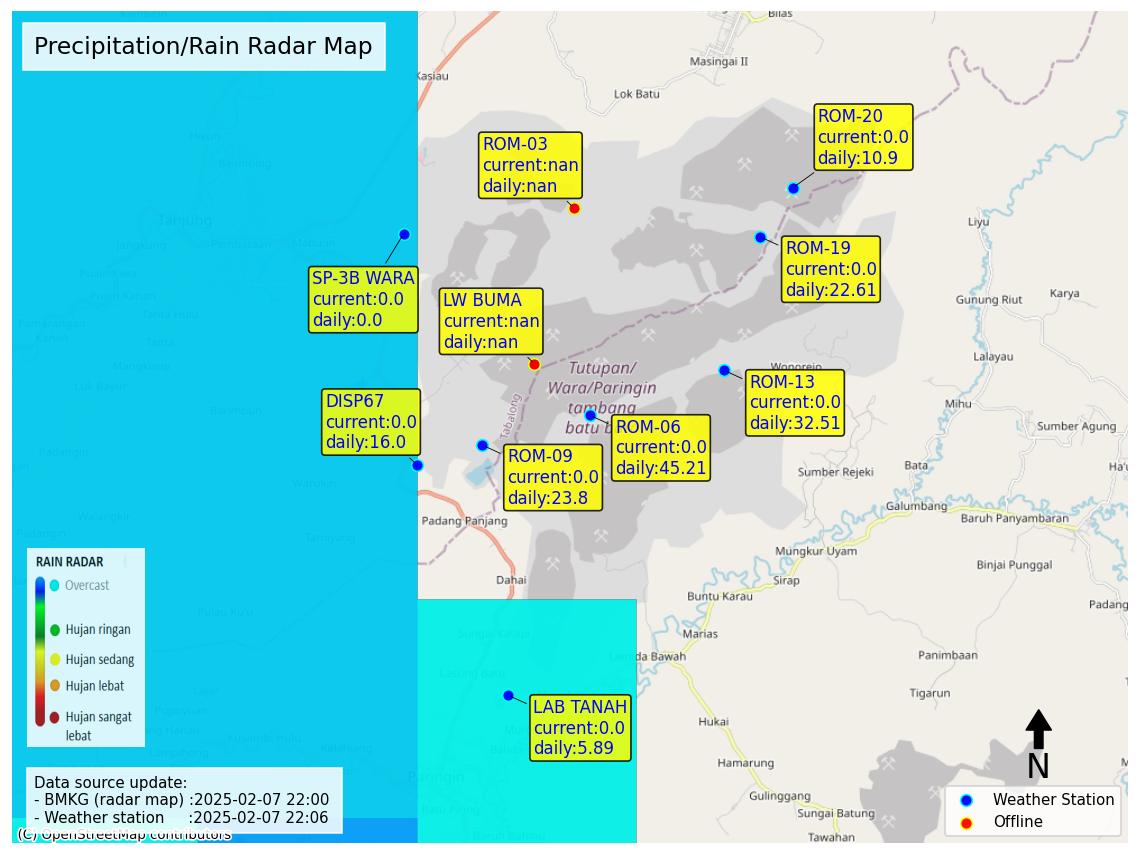 Precipitation/Rain Radar Map
Bilas
Masingai II
Kasiau
Lok Batu
ROM-20
current:0.0
daily:10.9
ROM-03
current:nan
daily:nan
Tanjung
Liyu
ROM-19
current:0.0
daily:22.61
SP-3B WARA
current:0.0
daily:0.0
LW BUMA
current:nan
daily:nan
Gunung Riut
Karya
Lalayau
Wonorejo
Tutupan/
Wara/Paringin
tambang
batu b
Tabalong
ROM-13
current:0.0
daily:32.51
DISP67
current:0.0
daily:16.0
ROM-06
current:0.0
daily:45.21
ROM-09
current:0.0
daily:23.8
Mihu
Sumber Agung
Bata
Ha'u
Sumber Rejeki
Galumbang
Baruh Panyambaran
Padang Panjang
Mungkur Uyam
Binjai Punggal
Sirap
Dahai
Buntu Karau
Padang
Marias
Panimbaan
Lamida Bawah
Tigarun
Hukai
Hamarung
Gulinggang
Sungai Batung
Tawahan
RAIN RADAR
Overcast
Hujan ringan
Hujan sedang
Hujan lebat
Hujan sangat
lebat
LAB TANAH
current:0.0
daily:5.89
Paringin
N
Weather Station
Offline
Data source update:
- BMKG (radar map) :2025-02-07 22:00
- Weather station :2025-02-07 22:06
(C) OpenStreetMap contributors